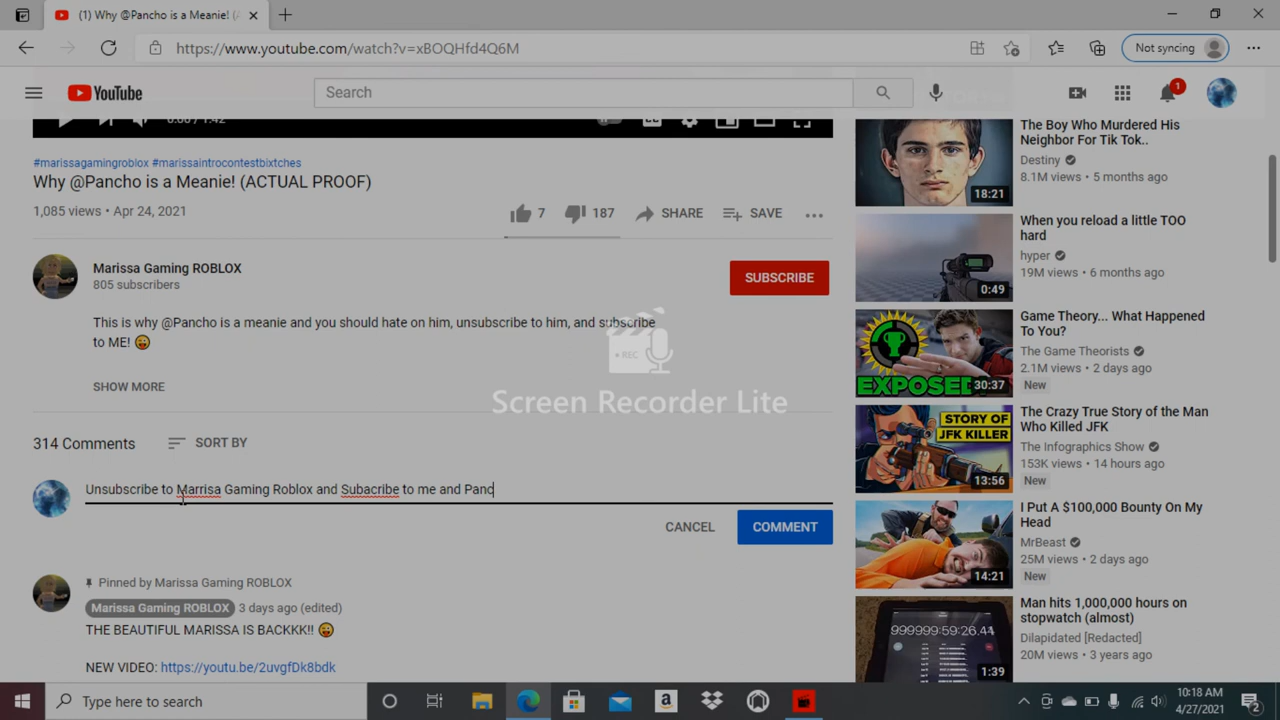 (1) Why @Pancho is a Meanie! (A
https://www.youtube.com/watch?v=xBOQHfd4Q6M
Not syncing
YouTube
Search
1
0:00 / 1:42
#marissagamingroblox #marissaintrocontestbixtches
Why @Pancho is a Meanie! (ACTUAL PROOF)
1,085 views • Apr 24, 2021
7
187
SHARE
SAVE
Marissa Gaming ROBLOX
805 subscribers
SUBSCRIBE
This is why @Pancho is a meanie and you should hate on him, unsubscribe to him, and subscribe
to ME! 😜
SHOW MORE
• REC
Screen Recorder Lite
314 Comments
SORT BY
Unsubscribe to Marrisa Gaming Roblox and Subacribe to me and Panc
CANCEL
COMMENT
Pinned by Marissa Gaming ROBLOX
Marissa Gaming ROBLOX 3 days ago (edited)
THE BEAUTIFUL MARISSA IS BACKKK!! 😜
NEW VIDEO: https://youtu.be/2uvgfDk8bdk
The Boy Who Murdered His
Neighbor For Tik Tok..
Destiny
8.1M views • 5 months ago
18:21
When you reload a little TOO
hard
hyper
19M views • 6 months ago
0:49
Game Theory... What Happened
To You?
The Game Theorists
2.1M views • 2 days ago
New
EXPOSED
30:37
The Crazy True Story of the Man
Who Killed JFK
The Infographics Show
153K views • 4 days ago
New
STORY OF
JFK KILLER
13:56
I Put A $100,000 Bounty On My
Head
MrBeast
25M views • 2 days ago
New
14:21
Man hits 1,000,000 hours on
stopwatch (almost)
Dilapidated [Redacted]
20M views • 3 years ago
999999:59:26.44
1:39
Type here to search
10:18 AM
4/27/2021
2